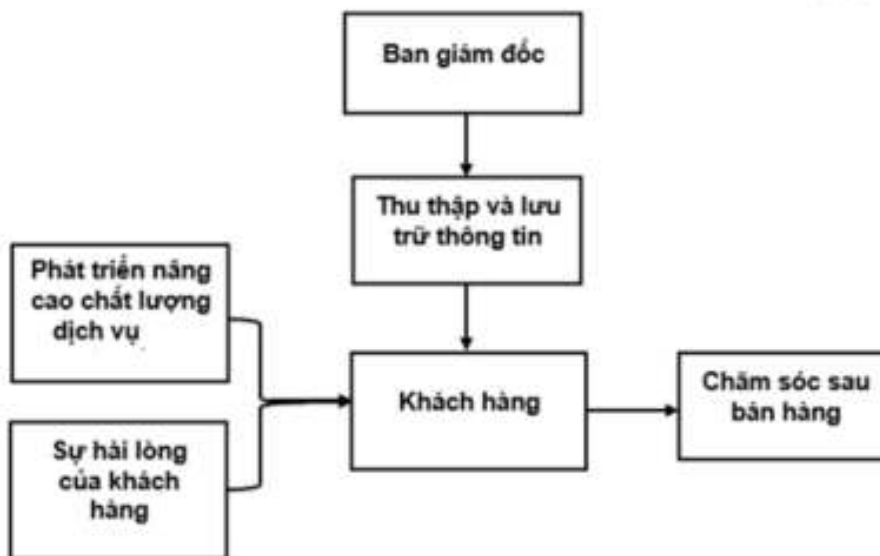 Ban giám đốc
Thu thập và lưu
trữ thông tin
Phát triển nâng
cao chất lượng
dịch vụ
Khách hàng
Chăm sóc sau
bán hàng
Sự hài lòng
của khách
hàng